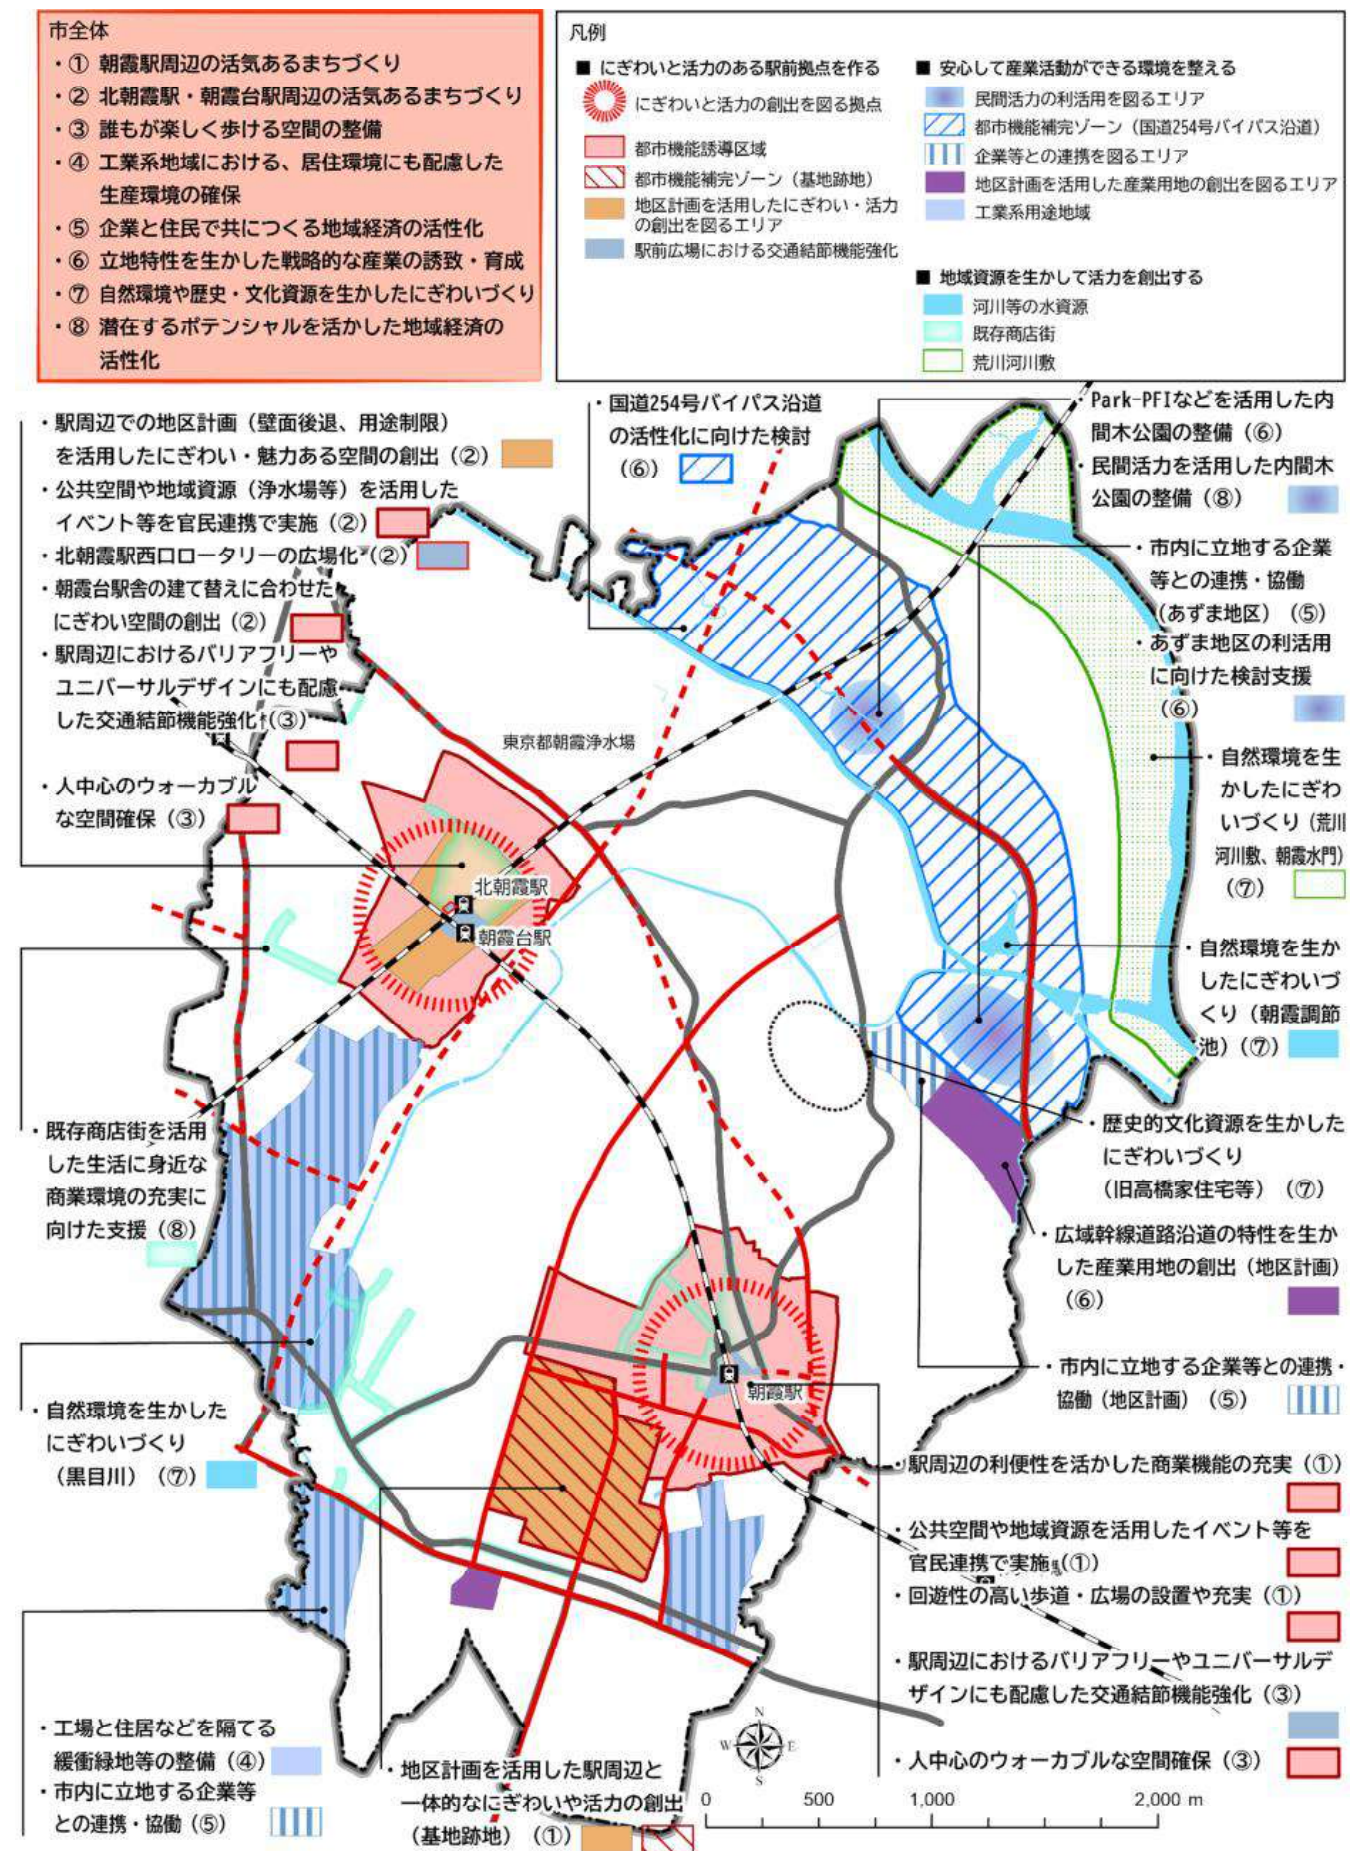 市全体
・① 朝霞駅周辺の活気あるまちづくり
・② 北朝霞駅・朝霞台駅周辺の活気あるまちづくり
・③ 誰もが楽しく歩ける空間の整備
・④ 工業系地域における、居住環境にも配慮した
生産環境の確保
・⑤ 企業と住民で共につくる地域経済の活性化
・⑥ 立地特性を生かした戦略的な産業の誘致・育成
・⑦ 自然環境や歴史・文化資源を生かしたにぎわいづくり
・⑧ 潜在するポテンシャルを活かした地域経済の
活性化
凡例
■ にぎわいと活力のある駅前拠点を作る
にぎわいと活力の創出を図る拠点
都市機能誘導区域
都市機能補完ゾーン（基地跡地）
地区計画を活用したにぎわい・活力
の創出を図るエリア
駅前広場における交通結節機能強化
■ 安心して産業活動ができる環境を整える
民間活力の利活用を図るエリア
都市機能補完ゾーン（国道254号バイパス沿道）
企業等との連携を図るエリア
地区計画を活用した産業用地の創出を図るエリア
工業系用途地域
■ 地域資源を生かして活力を創出する
河川等の水資源
既存商店街
荒川河川敷
・駅周辺での地区計画（壁面後退、用途制限）
を活用したにぎわい・魅力ある空間の創出（②）
・公共空間や地域資源（浄水場等）を活用した
イベント等を官民連携で実施（②）
・北朝霞駅西口ロータリーの広場化（②）
・朝霞台駅舎の建て替えに合わせた
にぎわい空間の創出（②）
・駅周辺におけるバリアフリーや
ユニバーサルデザインにも配慮
した交通結節機能強化（③）
・人中心のウォーカブル
な空間確保（③）
・国道254号バイパス沿道
の活性化に向けた検討
（⑥）
・Park-PFIなどを活用した内
間木公園の整備（⑥）
・民間活力を活用した内間木
公園の整備（⑧）
・市内に立地する企業
等との連携・協働
（あずま地区）（⑤）
・あずま地区の利活用
に向けた検討支援
（⑥）
・自然環境を生
かしたにぎわ
いづくり（荒川
河川敷、朝霞水門）
（⑦）
・自然環境を生か
したにぎわいづ
くり（朝霞調節
池）（⑦）
東京都朝霞浄水場
北朝霞駅
朝霞台駅
朝霞駅
・歴史的文化資源を生かした
にぎわいづくり
（旧高橋家住宅等）（⑦）
・広域幹線道路沿道の特性を生か
した産業用地の創出（地区計画）
（⑥）
・市内に立地する企業等との連携・
協働（地区計画）（⑤）
・既存商店街を活用
した生活に身近な
商業環境の充実に
向けた支援（⑧）
・自然環境を生かした
にぎわいづくり
（黒目川）（⑦）
・駅周辺の利便性を活かした商業機能の充実（①）
・公共空間や地域資源を活用したイベント等を
官民連携で実施（①）
・回遊性の高い歩道・広場の設置や充実（①）
・駅周辺におけるバリアフリーやユニバーサルデ
ザインにも配慮した交通結節機能強化（③）
・人中心のウォーカブルな空間確保（③）
・工場と住居などを隔てる
緩衝緑地等の整備（④）
・市内に立地する企業等
との連携・協働（⑤）
・地区計画を活用した駅周辺と
一体的なにぎわいや活力の創出
（基地跡地）（①）
N
W E
S
0 500 1,000 2,000 m